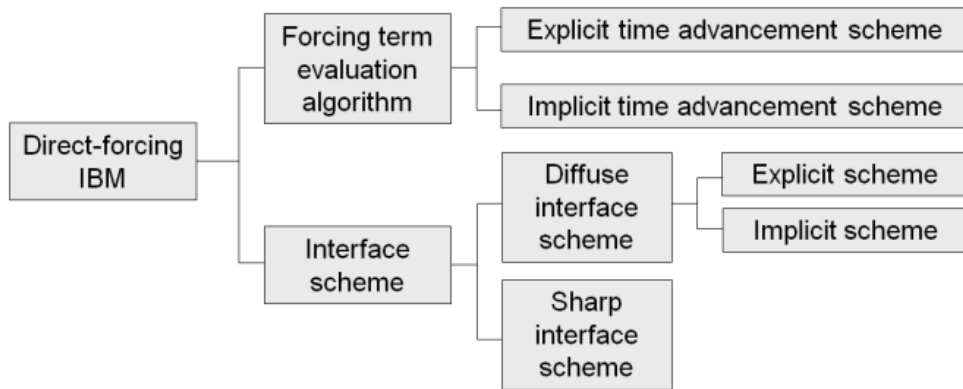 Direct-forcing
IBM
Forcing term
evaluation
algorithm
Explicit time advancement scheme
Implicit time advancement scheme
Interface
scheme
Diffuse
interface
scheme
Explicit scheme
Implicit scheme
Sharp
interface
scheme